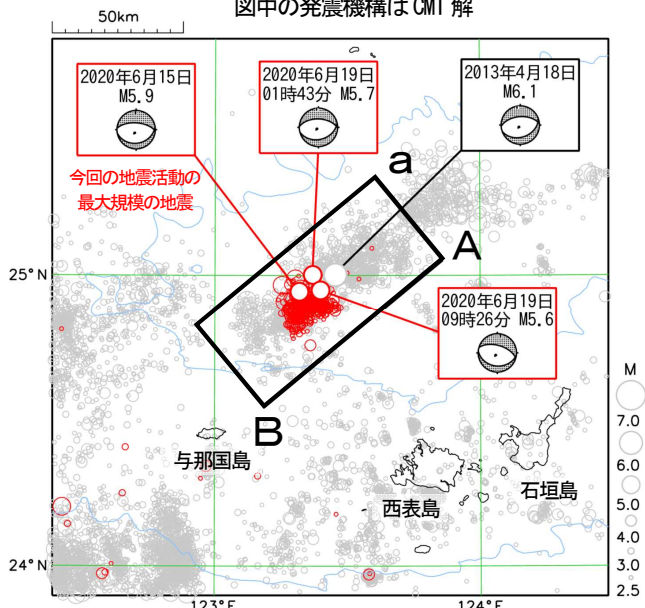 図中の発震機構は CMT 解
50km
2020年6月15日
M5.9
2020年6月19日
01時43分 M5.7
2013年4月18日
M6.1
今回の地震活動の
最大規模の地震
a
A
25°N
2020年6月19日
09時26分 M5.6
B
与那国島
西表島
石垣島
M
7.0
6.0
5.0
4.0
3.0
2.5
24°N
123°E
124°E